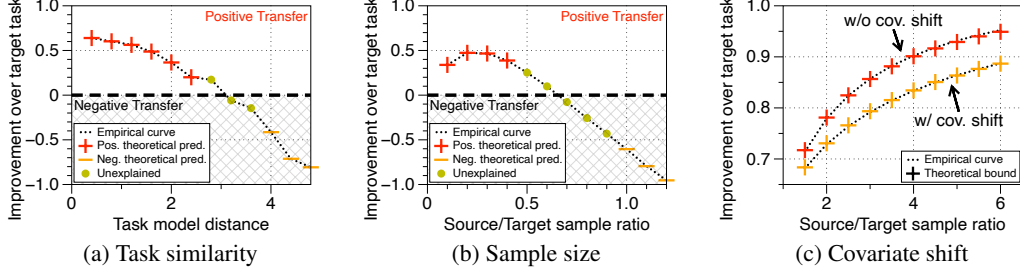 Improvement over target task
1.0
0.5
0
−0.5
−1.0
Positive Transfer
Negative Transfer
Empirical curve
Pos. theoretical pred.
Neg. theoretical pred.
Unexplained
0
2
4
Task model distance
(a) Task similarity
Improvement over target task
1.0
0.5
0
−0.5
−1.0
Positive Transfer
Negative Transfer
Empirical curve
Pos. theoretical pred.
Neg. theoretical pred.
Unexplained
0.0
0.5
1.0
Source/Target sample ratio
(b) Sample size
Improvement over target task
1.0
0.9
0.8
0.7
w/o cov. shift
w/ cov. shift
Empirical curve
Theoretical bound
2
4
6
Source/Target sample ratio
(c) Covariate shift